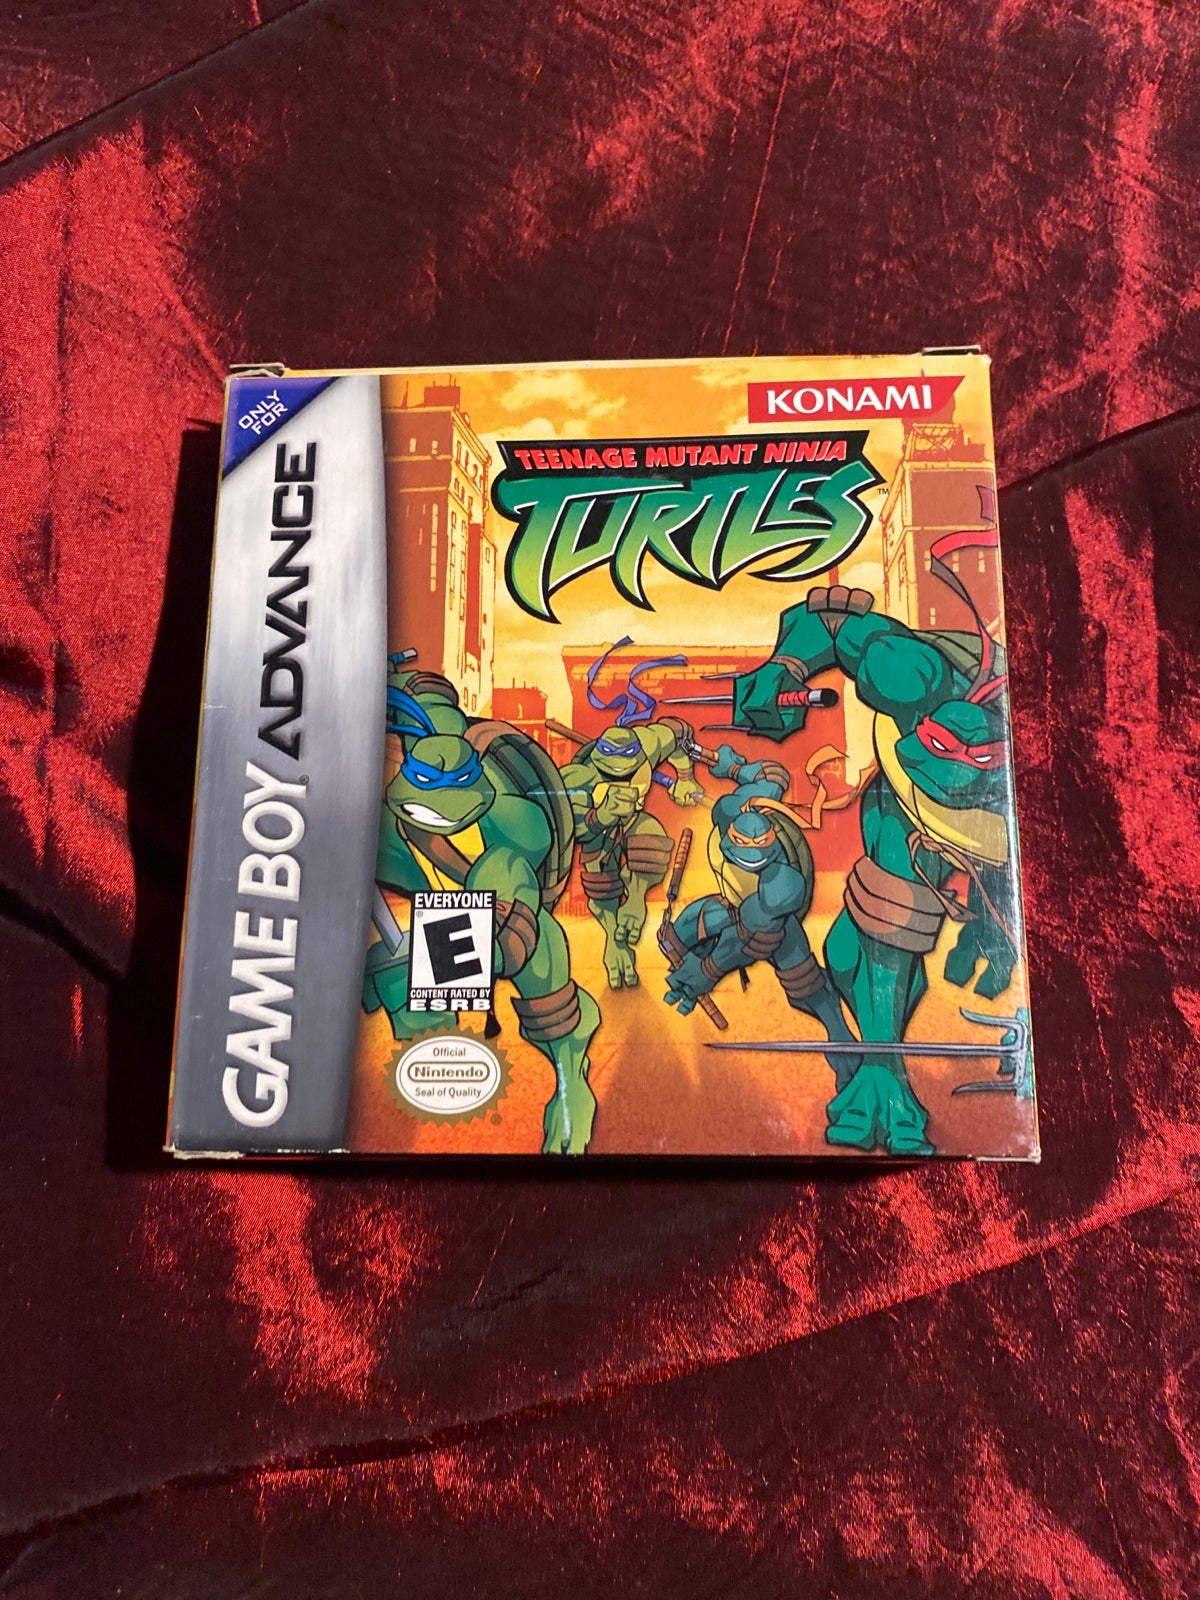 ONLY
FOR
GAME BOY ADVANCE
KONAMI
TEENAGE MUTANT NINJA
TURTLES™
EVERYONE
E
®
CONTENT RATED BY
ESRB
Official
Nintendo
Seal of Quality